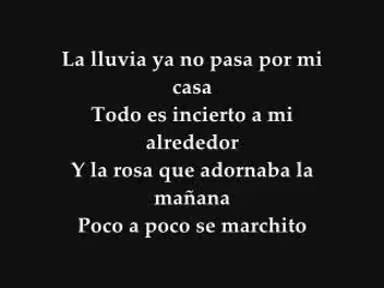 La lluvia ya no pasa por mi
casa
Todo es incierto a mi
alrededor
Y la rosa que adornaba la
mañana
Poco a poco se marchito